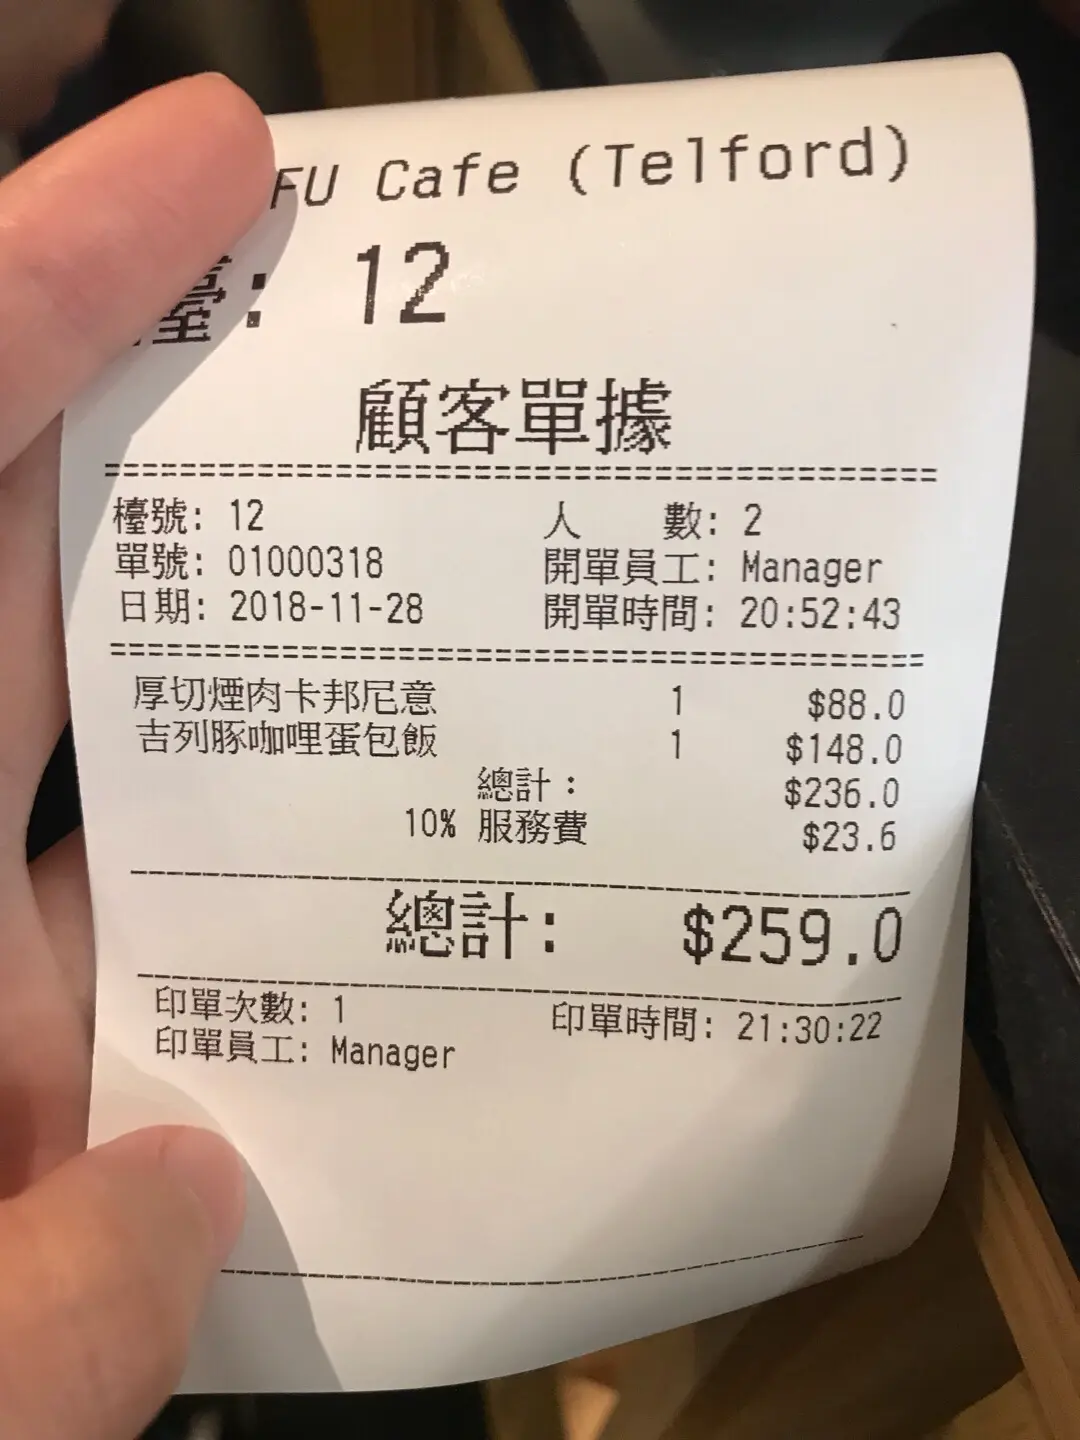 FU Cafe (Telford)
檯: 12
顧客單據
檯號: 12 人 數: 2
單號: 01000318 開單員工: Manager
日期: 2018-11-28 開單時間: 20:52:43
厚切煙肉卡邦尼意 1 $88.0
吉列豚咖哩蛋包飯 1 $148.0
總計: $236.0
10% 服務費 $23.6
總計: $259.0
印單次數: 1 印單時間: 21:30:22
印單員工: Manager